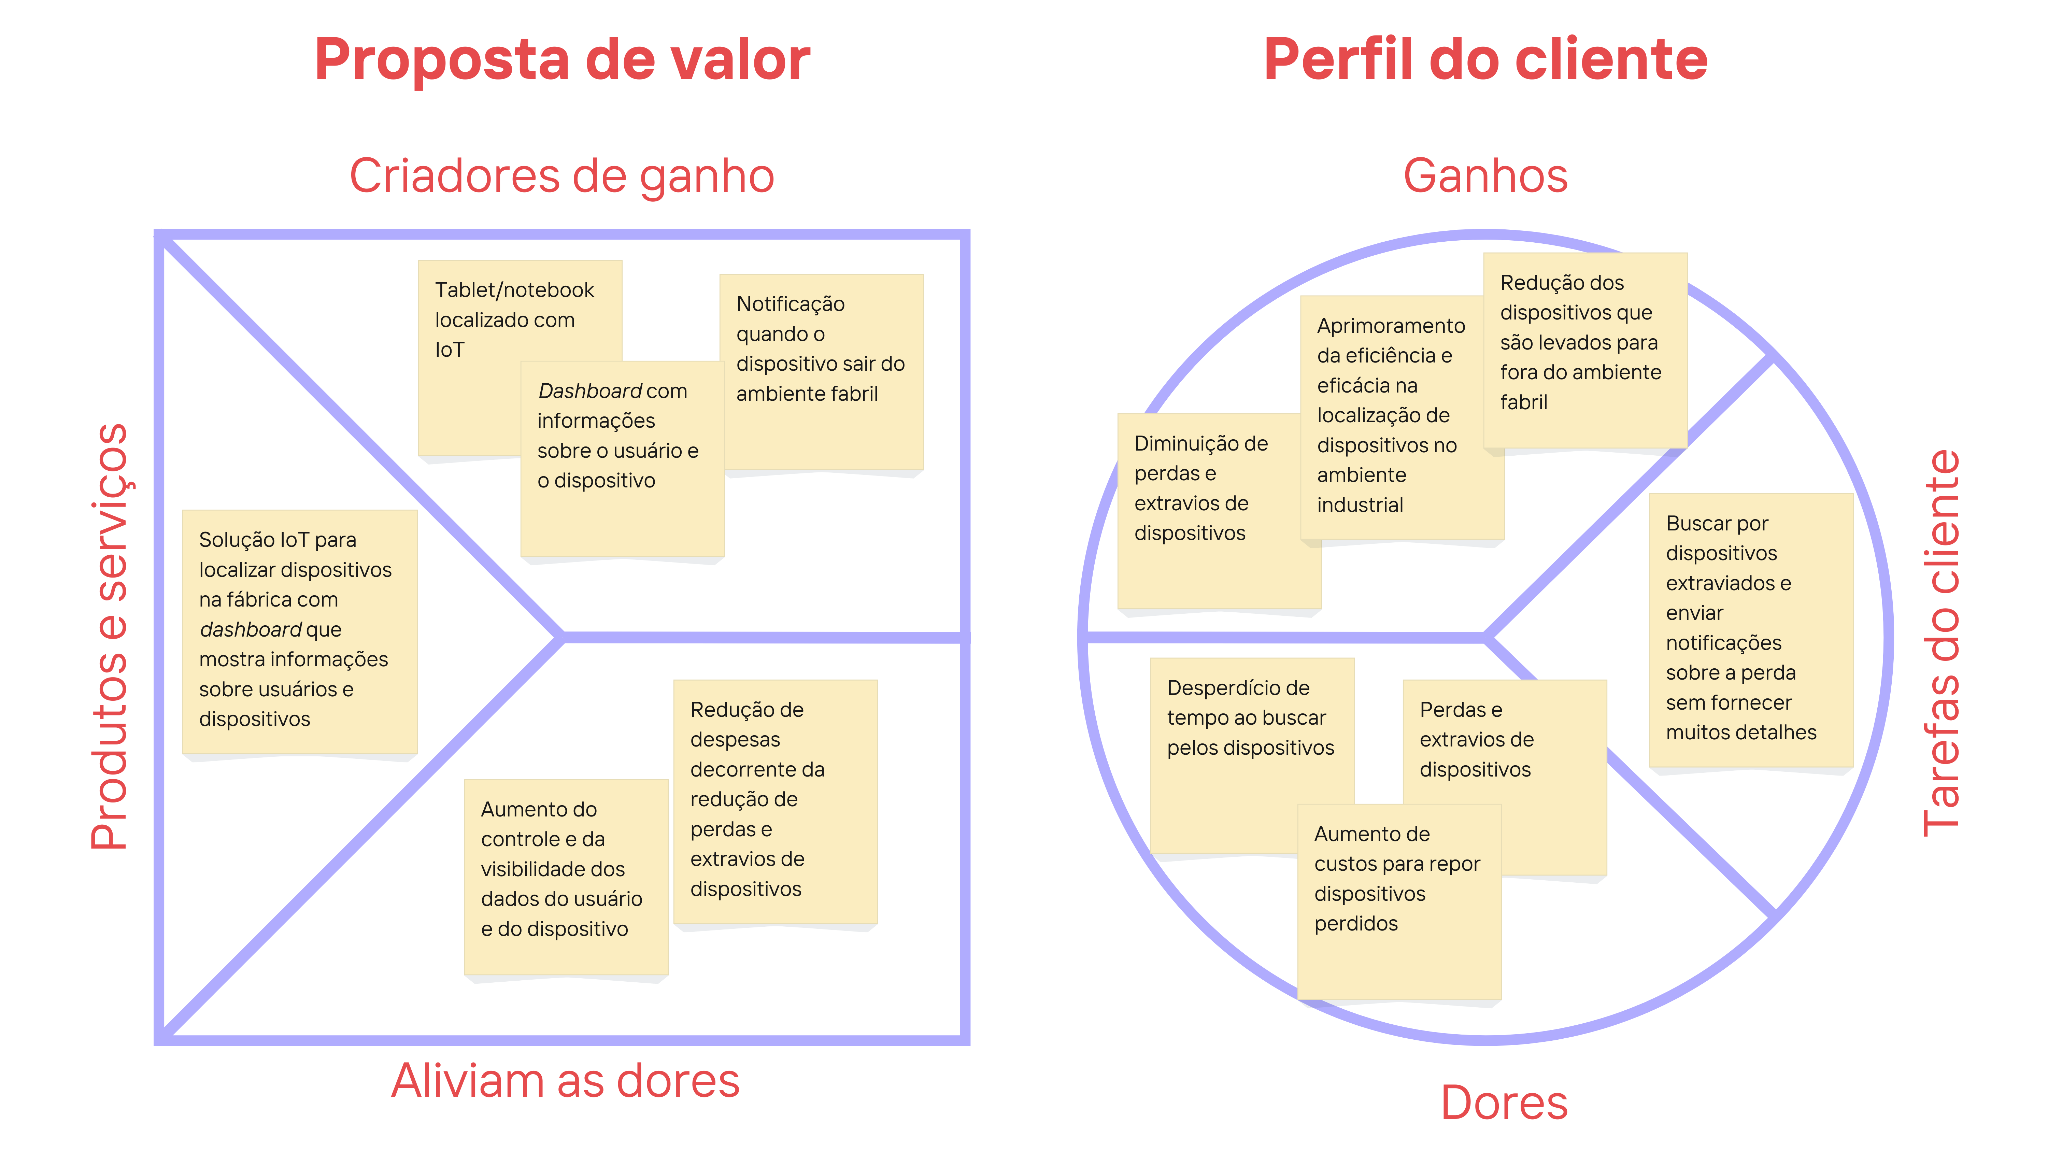 Proposta de valor
Criadores de ganho
Tablet/notebook
localizado com
IoT
Dashboard com
informações
sobre o usuário e
o dispositivo
Notificação
quando o
dispositivo sair do
ambiente fabril
Produtos e serviços
Solução IoT para
localizar dispositivos
na fábrica com
dashboard que
mostra informações
sobre usuários e
dispositivos
Aumento do
controle e da
visibilidade dos
dados do usuário
e do dispositivo
Redução de
despesas
decorrente da
redução de
perdas e
extravios de
dispositivos
Aliviam as dores
Perfil do cliente
Ganhos
Diminuição de
perdas e
extravios de
dispositivos
Aprimoramento
da eficiência e
eficácia na
localização de
dispositivos no
ambiente
industrial
Redução dos
dispositivos que
são levados para
fora do ambiente
fabril
Buscar por
dispositivos
extraviados e
enviar
notificações
sobre a perda
sem fornecer
muitos detalhes
Tarefas do cliente
Desperdício de
tempo ao buscar
pelos dispositivos
Perdas e
extravios de
dispositivos
Aumento de
custos para repor
dispositivos
perdidos
Dores